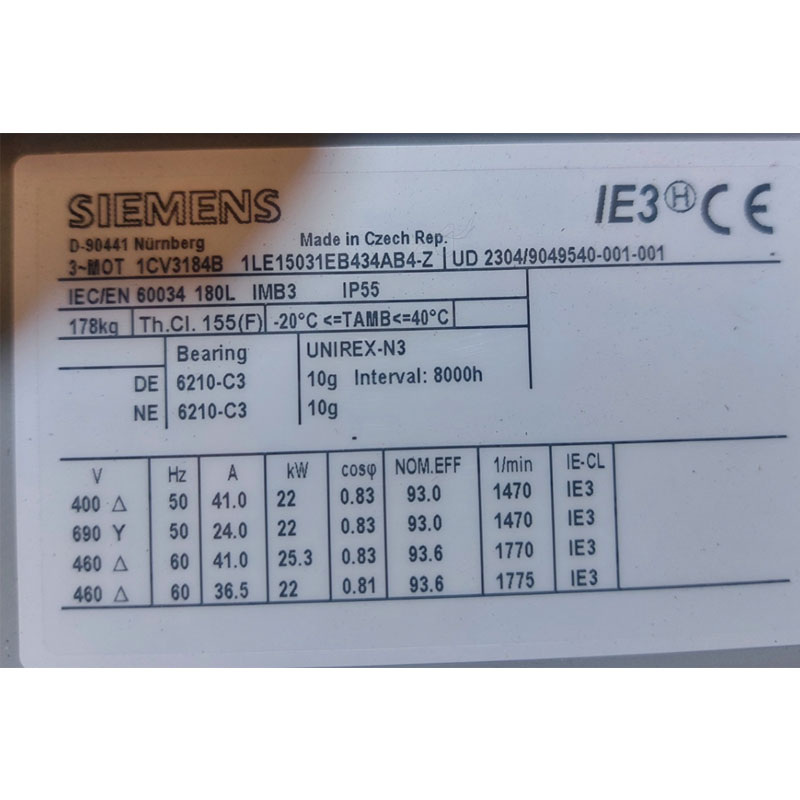 SIEMENS IE3 H CE
D-90441 Nürnberg Made in Czech Rep.
3~MOT 1CV3184B 1LE15031EB434AB4-Z UD 2304/9049540-001-001
IEC/EN 60034 180L IMB3 IP55
178kg Th.Cl. 155(F) -20°C <=TAMB<=40°C
Bearing UNIREX-N3
DE 6210-C3 10g Interval: 8000h
NE 6210-C3 10g
V Hz A kW cosφ NOM.EFF 1/min IE-CL
400 Δ 50 41.0 22 0.83 93.0 1470 IE3
690 Y 50 24.0 22 0.83 93.0 1470 IE3
460 Δ 60 41.0 25.3 0.83 93.6 1770 IE3
460 Δ 60 36.5 22 0.81 93.6 1775 IE3